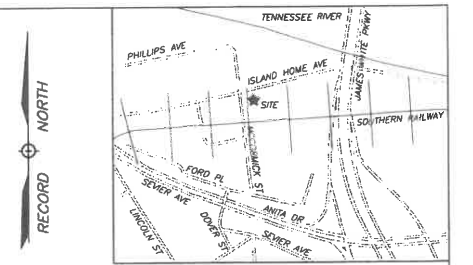 TENNESSEE RIVER
PHILLIPS AVE
JAMES WHITE PKWY
ISLAND HOME AVE
SITE
SOUTHERN RAILWAY
McCORMICK ST
FORD PL
SEVIER AVE
ANITA DR
LINCOLN ST
DOVER ST
SEVIER AVE
RECORD NORTH